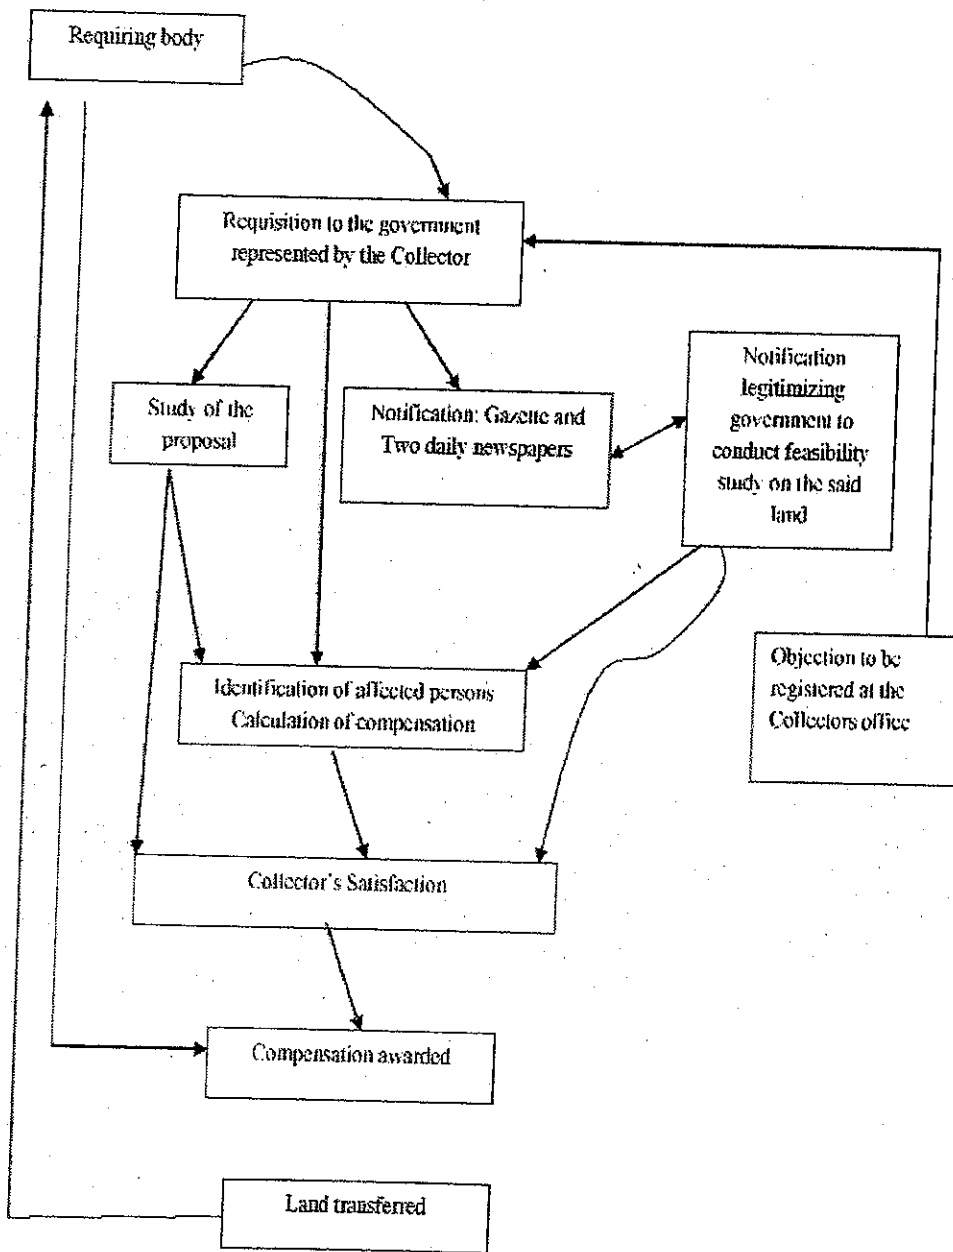 Requiring body
Requisition to the government
represented by the Collector
Study of the
proposal
Notification: Gazette and
Two daily newspapers
Notification
legitimizing
government to
conduct feasibility
study on the said
land
Objection to be
registered at the
Collectors office
Identification of affected persons
Calculation of compensation
Collector's Satisfaction
Compensation awarded
Land transferred